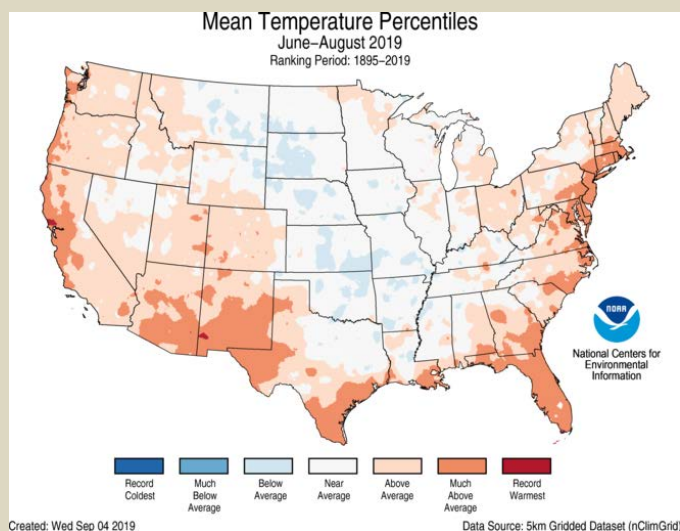 Mean Temperature Percentiles
June–August 2019
Ranking Period: 1895–2019
NOAA
National Centers for
Environmental
Information
Record
Coldest
Much
Below
Average
Below
Average
Near
Average
Above
Average
Much
Above
Average
Record
Warmest
Created: Wed Sep 04 2019
Data Source: 5km Gridded Dataset (nClimGrid)